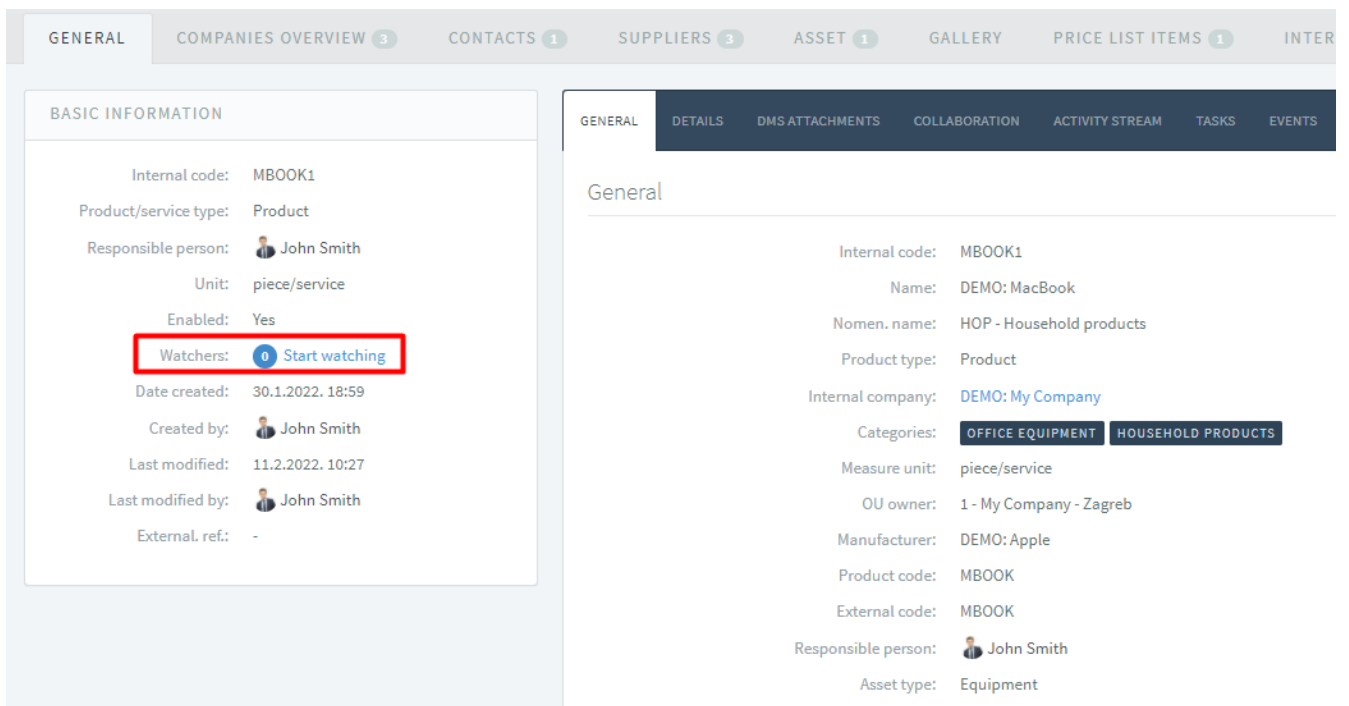 GENERAL COMPANIES OVERVIEW 3 CONTACTS 1 SUPPLIERS 3 ASSET 1 GALLERY PRICE LIST ITEMS 1 INTER
BASIC INFORMATION
Internal code: MBOOK1
Product/service type: Product
Responsible person: John Smith
Unit: piece/service
Enabled: Yes
Watchers: 0 Start watching
Date created: 30.1.2022. 18:59
Created by: John Smith
Last modified: 11.2.2022. 10:27
Last modified by: John Smith
External. ref.: -
GENERAL DETAILS DMS ATTACHMENTS COLLABORATION ACTIVITY STREAM TASKS EVENTS
General
Internal code: MBOOK1
Name: DEMO: MacBook
Nomen. name: HOP - Household products
Product type: Product
Internal company: DEMO: My Company
Categories: OFFICE EQUIPMENT HOUSEHOLD PRODUCTS
Measure unit: piece/service
OU owner: 1 - My Company - Zagreb
Manufacturer: DEMO: Apple
Product code: MBOOK
External code: MBOOK
Responsible person: John Smith
Asset type: Equipment